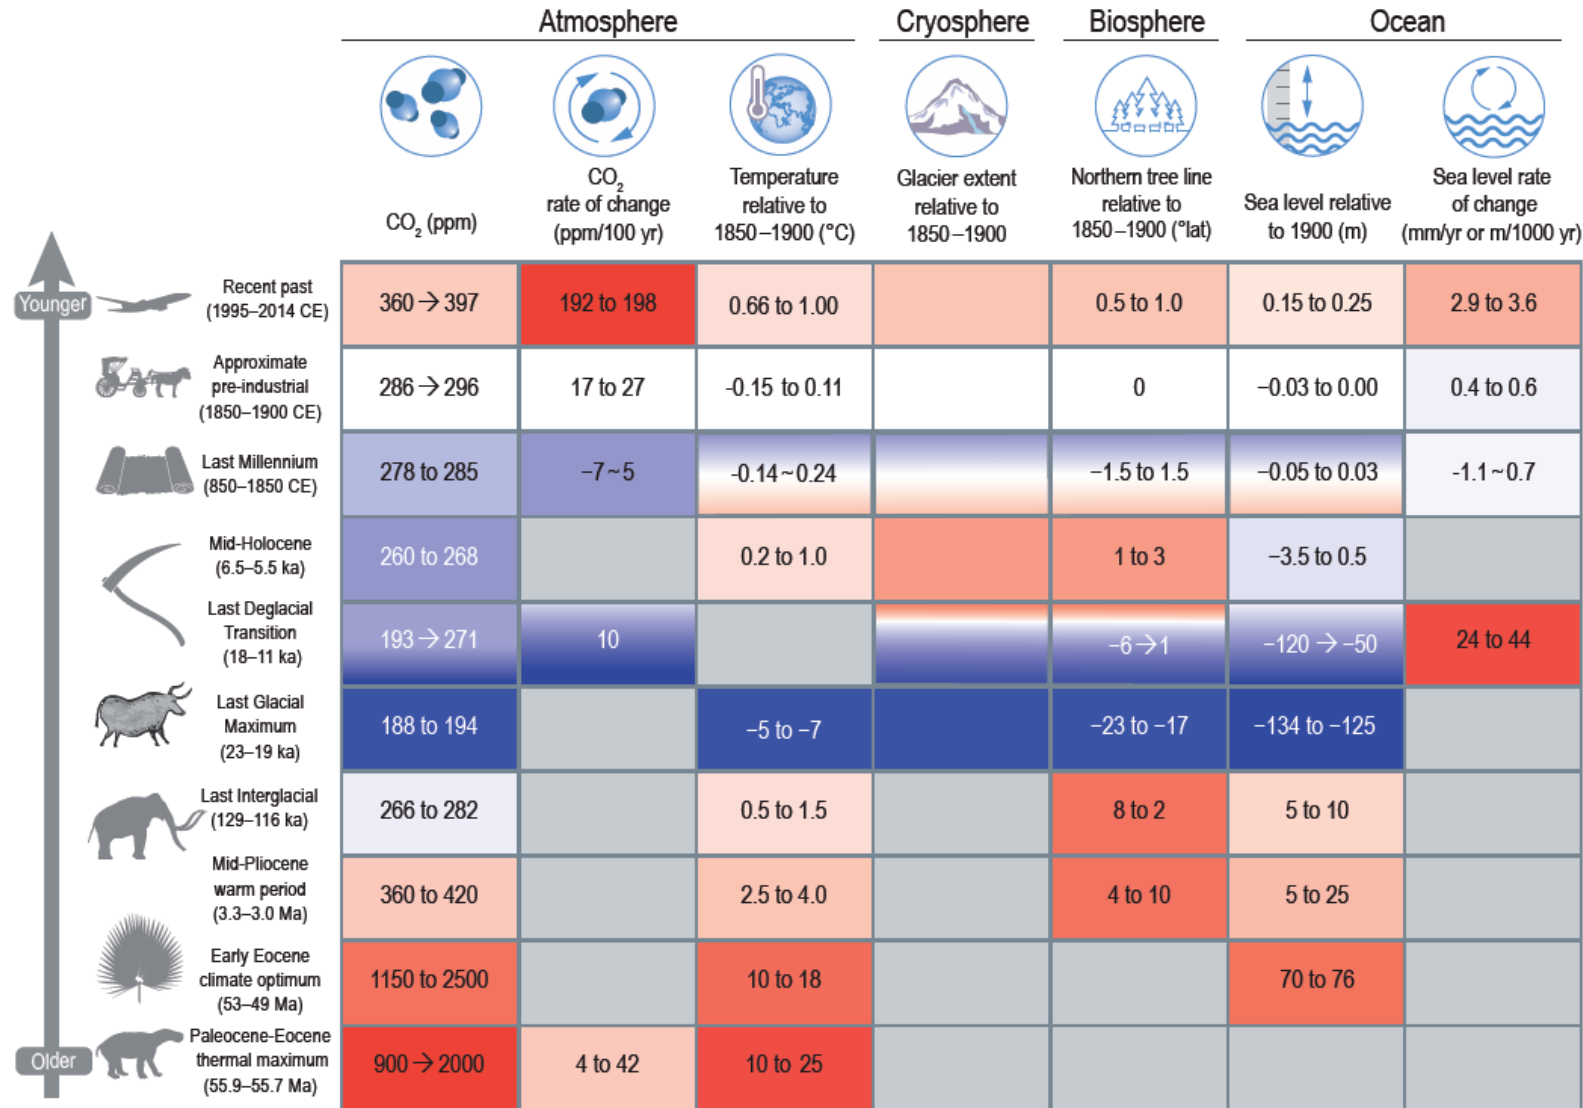 Atmosphere
Cryosphere
Biosphere
Ocean
CO₂ (ppm)
CO₂
rate of change
(ppm/100 yr)
Temperature
relative to
1850–1900 (°C)
Glacier extent
relative to
1850–1900
Northern tree line
relative to
1850–1900 (°lat)
Sea level relative
to 1900 (m)
Sea level rate
of change
(mm/yr or m/1000 yr)
Younger
Recent past
(1995–2014 CE)
360 → 397
192 to 198
0.66 to 1.00
0.5 to 1.0
0.15 to 0.25
2.9 to 3.6
Approximate
pre-industrial
(1850–1900 CE)
286 → 296
17 to 27
-0.15 to 0.11
0
−0.03 to 0.00
0.4 to 0.6
Last Millennium
(850–1850 CE)
278 to 285
−7 ~ 5
-0.14 ~ 0.24
−1.5 to 1.5
−0.05 to 0.03
-1.1 ~ 0.7
Mid-Holocene
(6.5–5.5 ka)
260 to 268
0.2 to 1.0
1 to 3
−3.5 to 0.5
Last Deglacial
Transition
(18–11 ka)
193 → 271
10
−6 → 1
−120 → −50
24 to 44
Last Glacial
Maximum
(23–19 ka)
188 to 194
−5 to −7
−23 to −17
−134 to −125
Last Interglacial
(129–116 ka)
266 to 282
0.5 to 1.5
8 to 2
5 to 10
Mid-Pliocene
warm period
(3.3–3.0 Ma)
360 to 420
2.5 to 4.0
4 to 10
5 to 25
Early Eocene
climate optimum
(53–49 Ma)
1150 to 2500
10 to 18
70 to 76
Older
Paleocene-Eocene
thermal maximum
(55.9–55.7 Ma)
900 → 2000
4 to 42
10 to 25